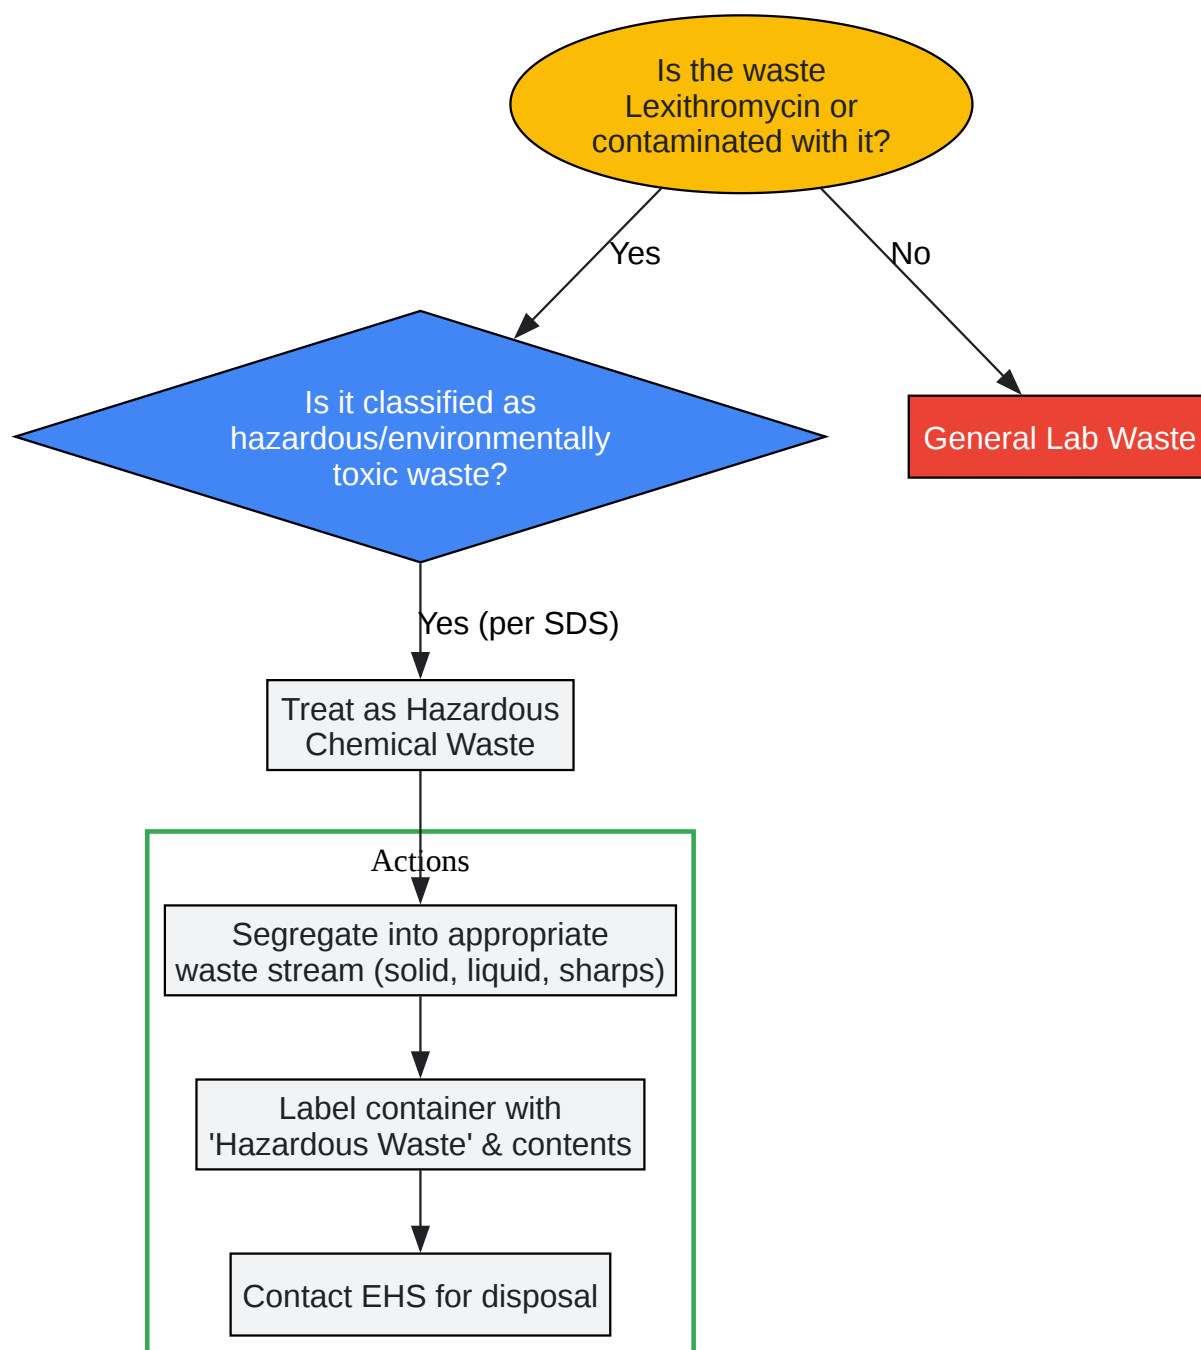 Is the waste
Lexithromycin or
contaminated with it?
Yes
No
Is it classified as
hazardous/environmentally
toxic waste?
General Lab Waste
Yes (per SDS)
Treat as Hazardous
Chemical Waste
Actions
Segregate into appropriate
waste stream (solid, liquid, sharps)
Label container with
'Hazardous Waste' & contents
Contact EHS for disposal